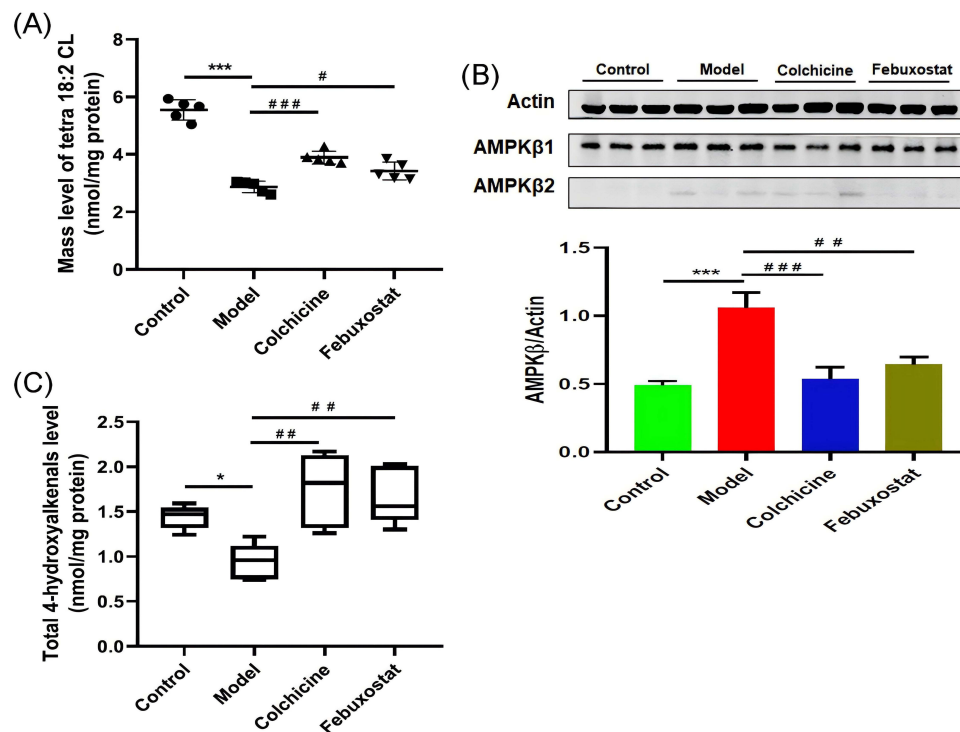 (A)
Mass level of tetra 18:2 CL
(nmol/mg protein)
8
6
4
2
0
***
#
###
Control
Model
Colchicine
Febuxostat
(B)
Control
Model
Colchicine
Febuxostat
Actin
AMPKβ1
AMPKβ2
AMPKβ/Actin
1.5
1.0
0.5
0.0
***
# #
###
Control
Model
Colchicine
Febuxostat
(C)
Total 4-hydroxyalkenals level
(nmol/mg protein)
2.5
2.0
1.5
1.0
0.5
0.0
*
# #
##
Control
Model
Colchicine
Febuxostat